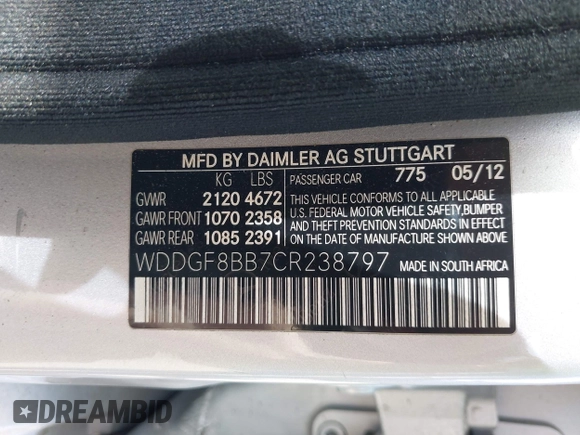 MFD BY DAIMLER AG STUTTGART
KG LBS PASSENGER CAR 775 05/12
GVWR 2120 4672
GAWR FRONT 1070 2358
GAWR REAR 1085 2391
THIS VEHICLE CONFORMS TO ALL APPLICABLE
U.S. FEDERAL MOTOR VEHICLE SAFETY, BUMPER
AND THEFT PREVENTION STANDARDS IN EFFECT
ON THE DATE OF MANUFACTURE SHOWN ABOVE.
WDDGF8BB7CR238797 MADE IN SOUTH AFRICA
DREAMBID